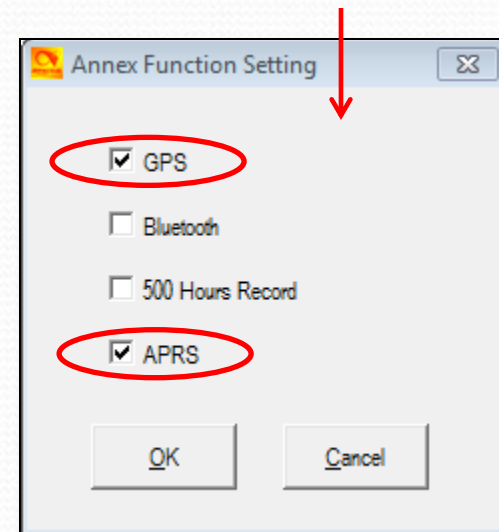 Annex Function Setting
GPS
Bluetooth
500 Hours Record
APRS
OK Cancel